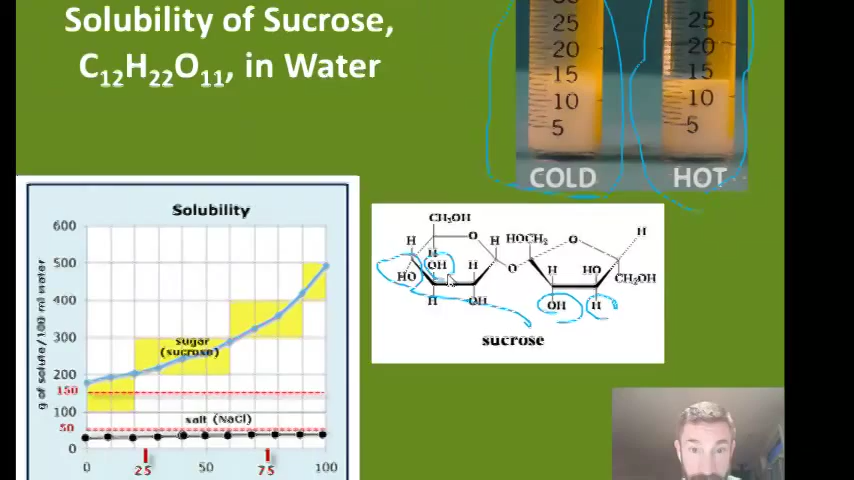 Solubility of Sucrose,
C₁₂H₂₂O₁₁, in Water
30
25
20
15
10
5
COLD
25
20
15
10
5
HOT
Solubility
600
500
400
300
200
150
100
50
0
g of solute/100 ml water
sugar
(sucrose)
salt (NaCl)
0
25
50
75
100
CH₂OH
H
O
H
H
H
OH
H
HO
H
OH
O
HOCH₂
O
H
H
HO
CH₂OH
OH
H
sucrose